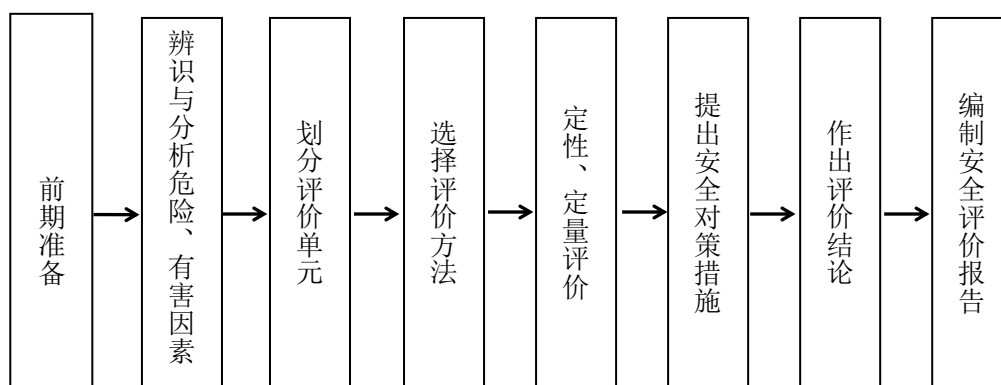 前期准备
辨识与分析危险、有害因素
划分评价单元
选择评价方法
定性、定量评价
提出安全对策措施
作出评价结论
编制安全评价报告